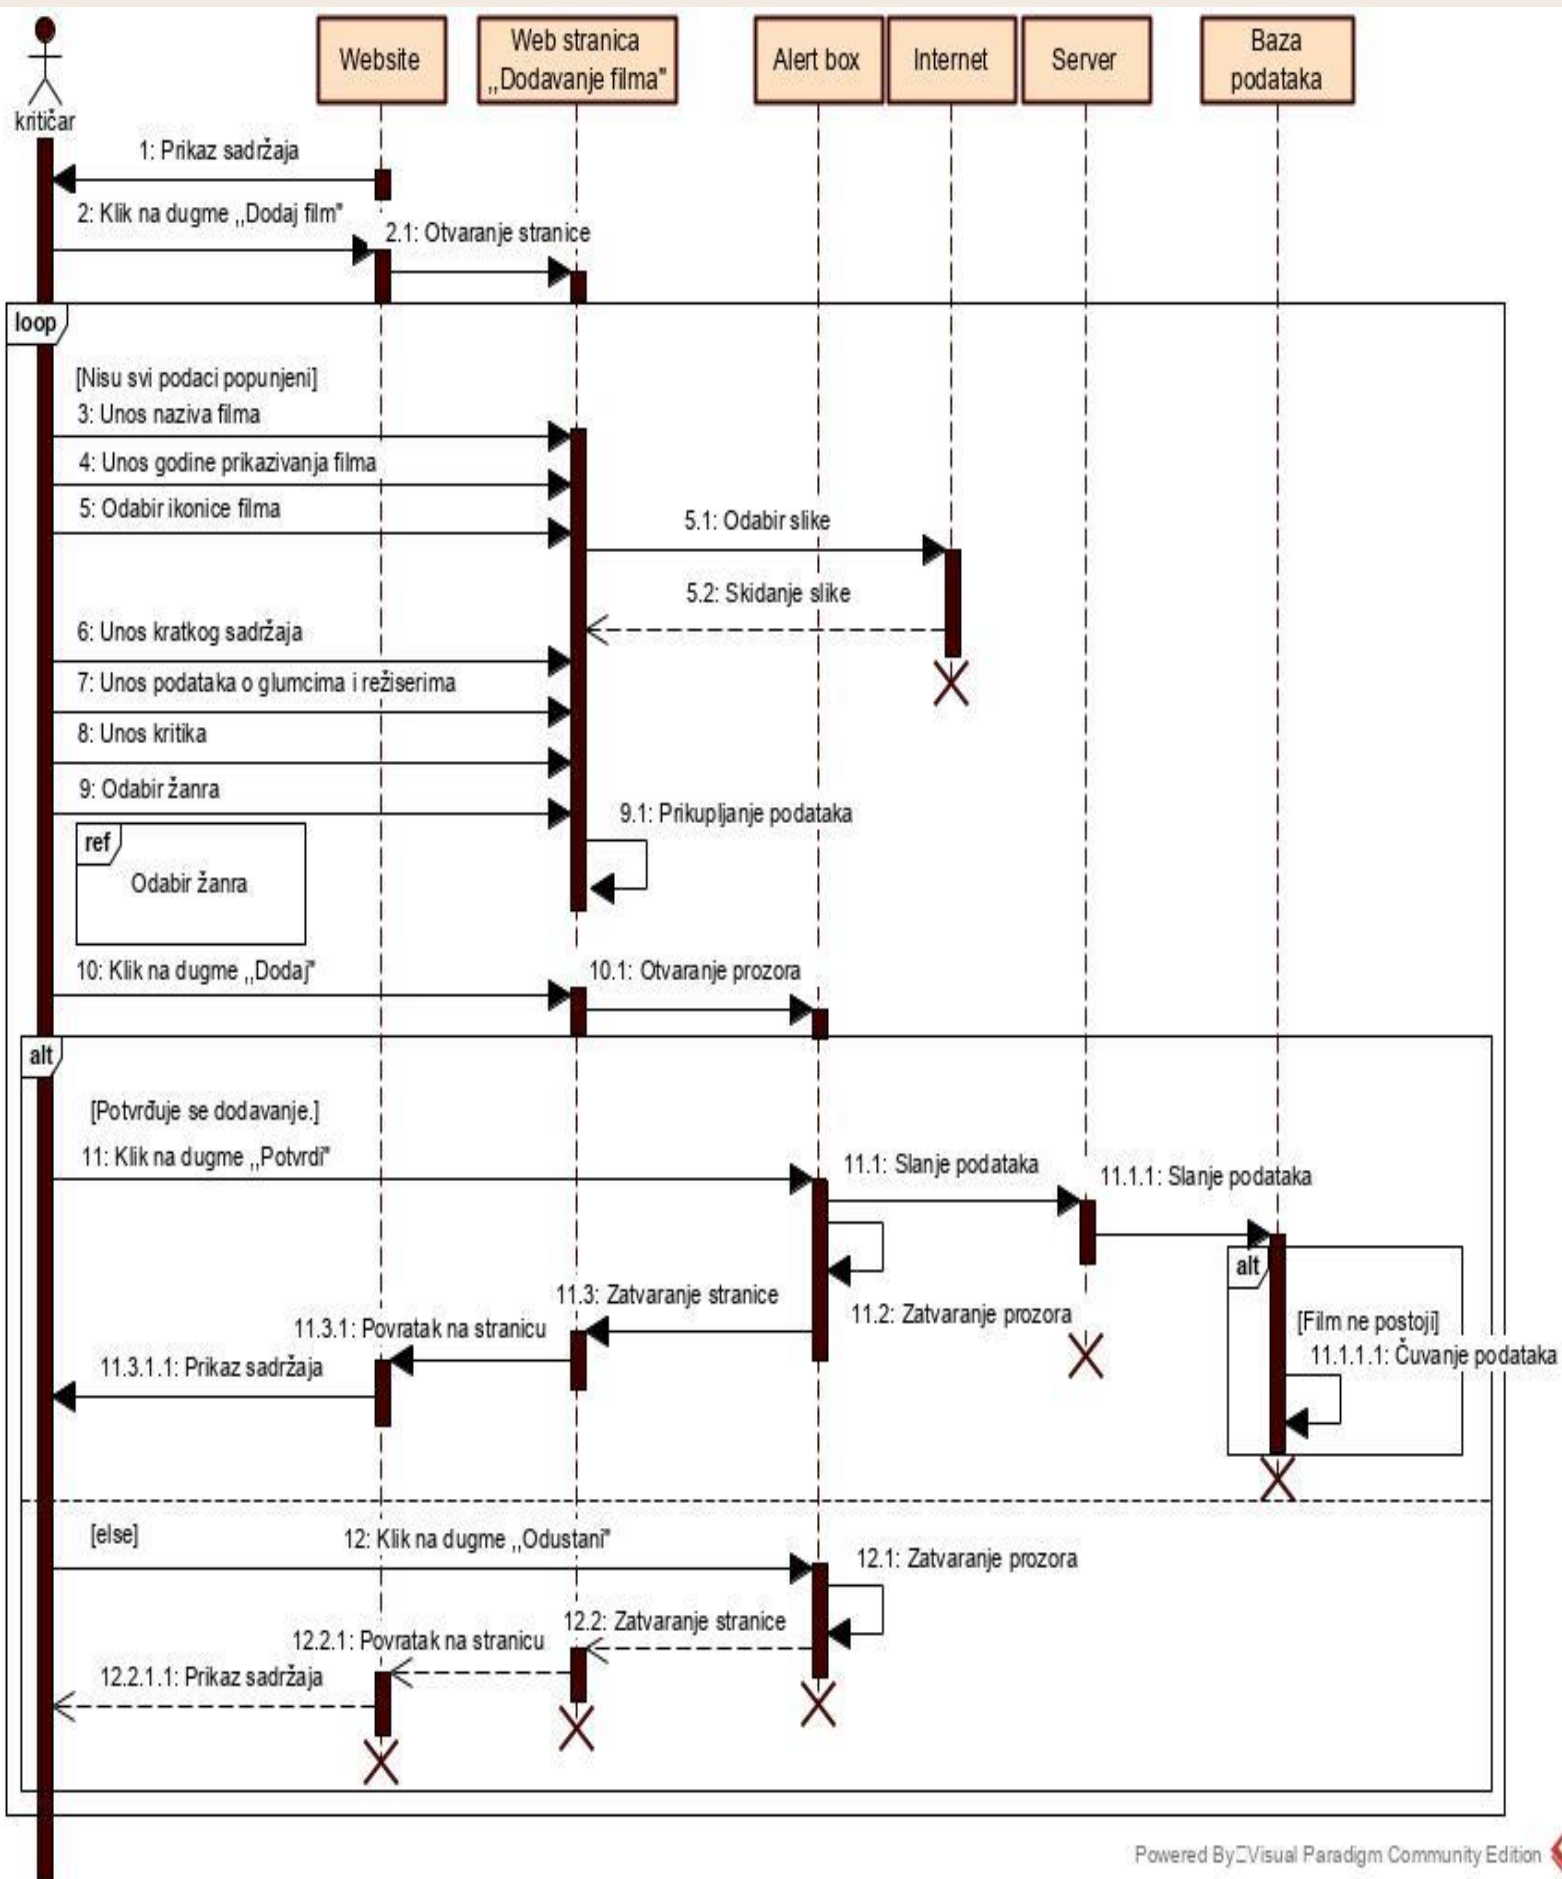 kritičar
Website
Web stranica
,,Dodavanje filma"
Alert box
Internet
Server
Baza
podataka
1: Prikaz sadržaja
2: Klik na dugme ,,Dodaj film"
2.1: Otvaranje stranice
loop
[Nisu svi podaci popunjeni]
3: Unos naziva filma
4: Unos godine prikazivanja filma
5: Odabir ikonice filma
5.1: Odabir slike
5.2: Skidanje slike
6: Unos kratkog sadržaja
7: Unos podataka o glumcima i režiserima
8: Unos kritika
9: Odabir žanra
9.1: Prikupljanje podataka
ref
Odabir žanra
10: Klik na dugme ,,Dodaj"
10.1: Otvaranje prozora
alt
[Potvrđuje se dodavanje.]
11: Klik na dugme ,,Potvrdi"
11.1: Slanje podataka
11.1.1: Slanje podataka
alt
11.3: Zatvaranje stranice
11.2: Zatvaranje prozora
[Film ne postoji]
11.3.1: Povratak na stranicu
11.1.1.1: Čuvanje podataka
11.3.1.1: Prikaz sadržaja
[else]
12: Klik na dugme ,,Odustani"
12.1: Zatvaranje prozora
12.2: Zatvaranje stranice
12.2.1: Povratak na stranicu
12.2.1.1: Prikaz sadržaja
Powered By Visual Paradigm Community Edition